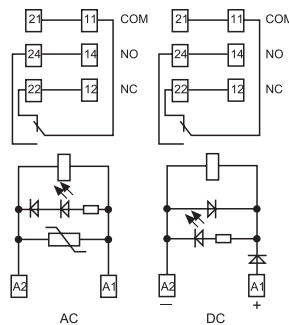 21 11 COM 21 11 COM
24 14 NO 24 14 NO
22 12 NC 22 12 NC
A2 A1 A2 A1
– +
AC DC